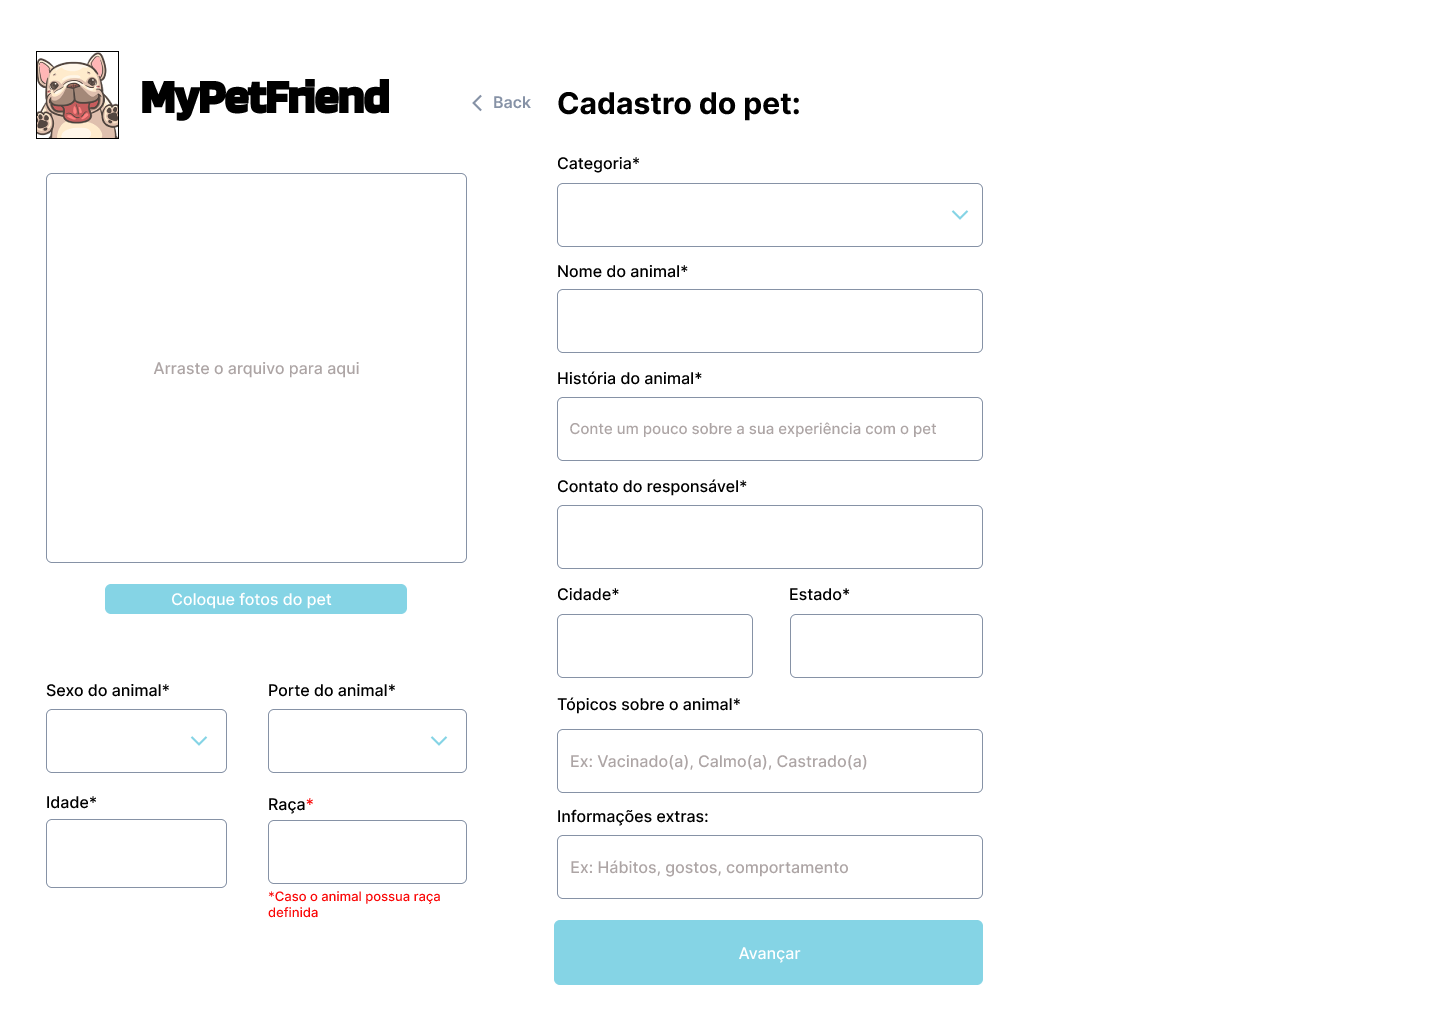 MyPetFriend
Back
Cadastro do pet:
Arraste o arquivo para aqui
Coloque fotos do pet
Sexo do animal*
Porte do animal*
Idade*
Raça*
*Caso o animal possua raça
definida
Categoria*
Nome do animal*
História do animal*
Conte um pouco sobre a sua experiência com o pet
Contato do responsável*
Cidade*
Estado*
Tópicos sobre o animal*
Ex: Vacinado(a), Calmo(a), Castrado(a)
Informações extras:
Ex: Hábitos, gostos, comportamento
Avançar